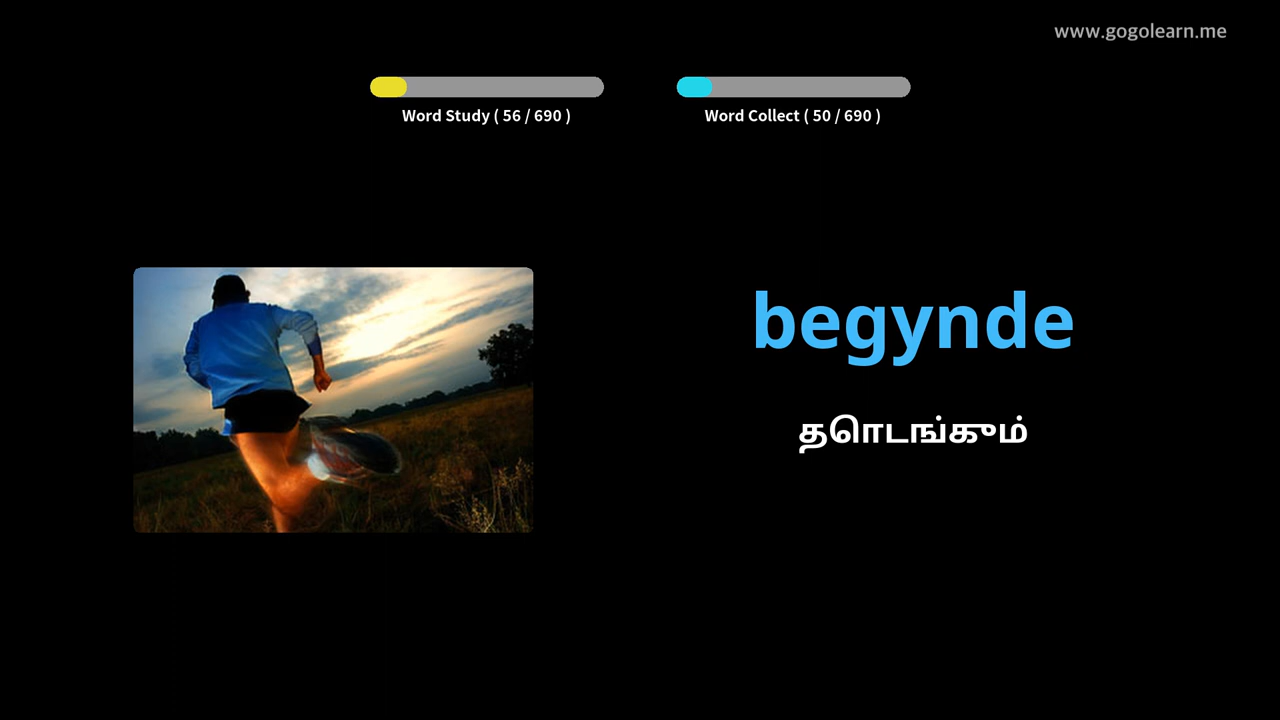 www.gogolearn.me
Word Study ( 56 / 690 )
Word Collect ( 50 / 690 )
begynde
தொடங்கும்